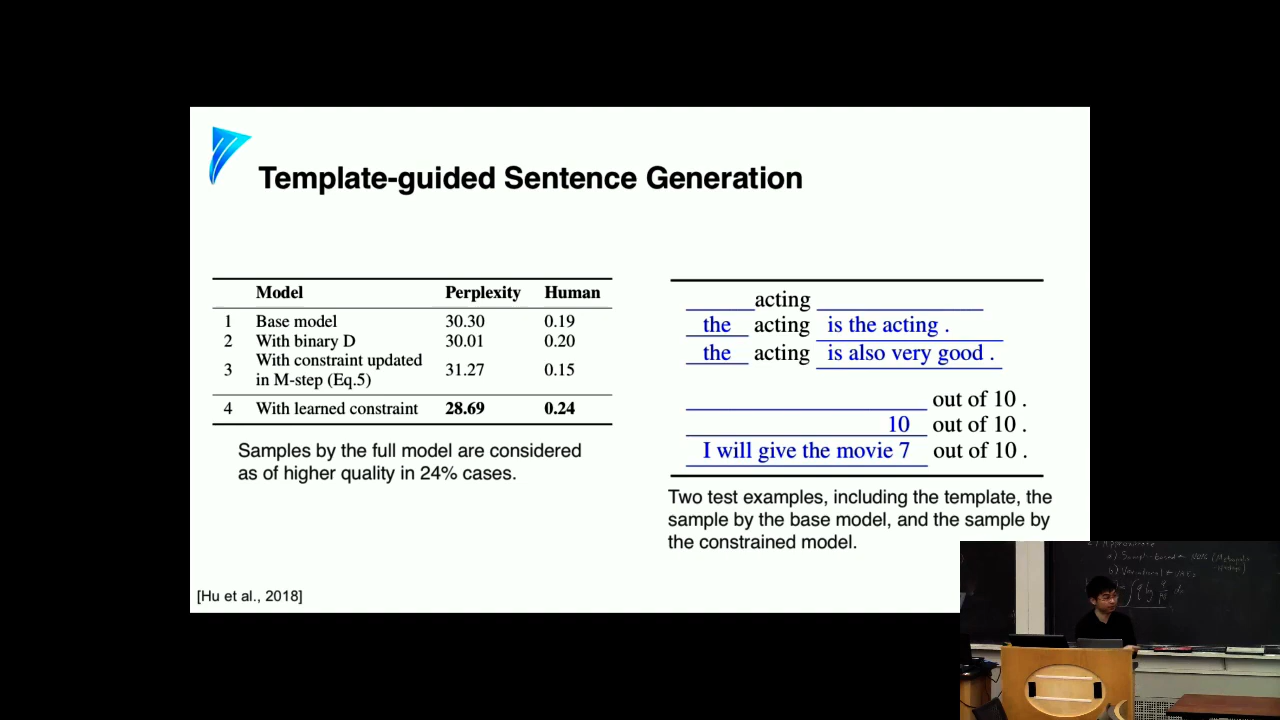 Template-guided Sentence Generation
Model Perplexity Human
1 Base model 30.30 0.19
2 With binary D 30.01 0.20
3 With constraint updated in M-step (Eq.5) 31.27 0.15
4 With learned constraint 28.69 0.24
Samples by the full model are considered
as of higher quality in 24% cases.
acting
the acting is the acting .
the acting is also very good .
out of 10 .
10 out of 10 .
I will give the movie 7 out of 10 .
Two test examples, including the template, the
sample by the base model, and the sample by
the constrained model.
[Hu et al., 2018]